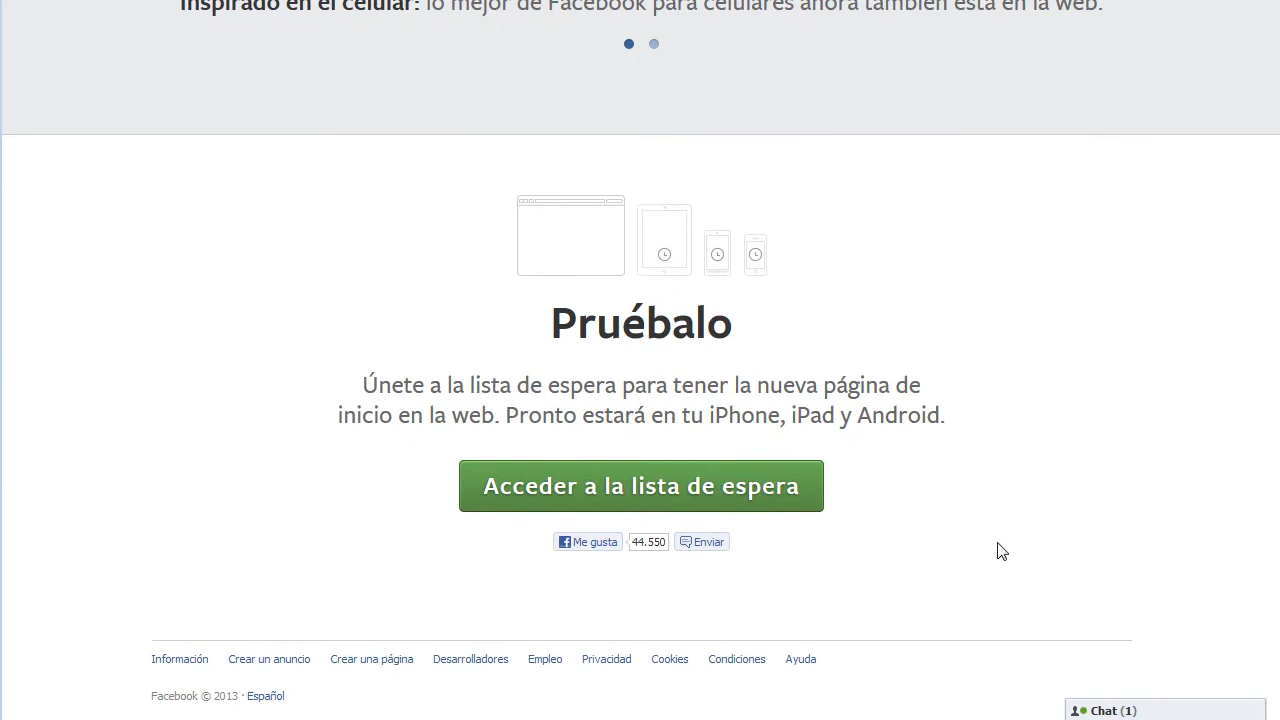 Inspirado en el celular: lo mejor de Facebook para celulares ahora también está en la web.
Pruébalo
Únete a la lista de espera para tener la nueva página de
inicio en la web. Pronto estará en tu iPhone, iPad y Android.
Acceder a la lista de espera
Me gusta 44.550 Enviar
Información Crear un anuncio Crear una página Desarrolladores Empleo Privacidad Cookies Condiciones Ayuda
Facebook © 2013 · Español
Chat (1)